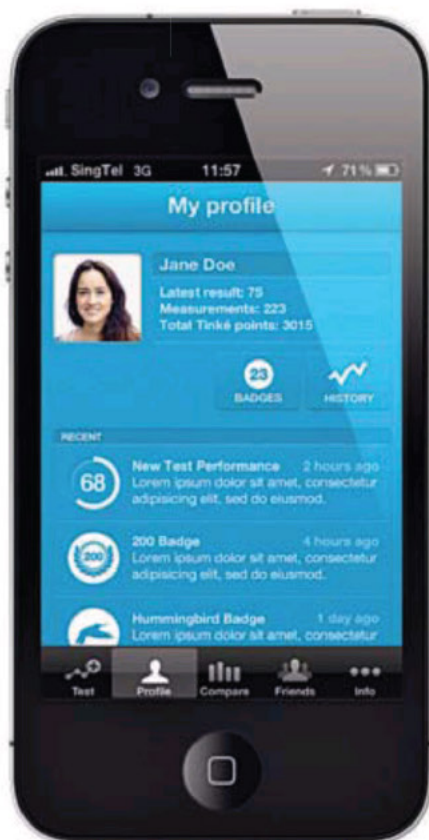 SingTel 3G 11:57 71%
My profile
Jane Doe
Latest result: 75
Measurements: 223
Total Tinké points: 3015
23
BADGES HISTORY
RECENT
68
New Test Performance 2 hours ago
Lorem ipsum dolor sit amet, consectetur
adipisicing elit, sed do eiusmod.
200
200 Badge 4 hours ago
Lorem ipsum dolor sit amet, consectetur
adipisicing elit, sed do eiusmod.
Hummingbird Badge 1 day ago
Lorem ipsum dolor sit amet, consectetur
Test Profile Compare Friends Info